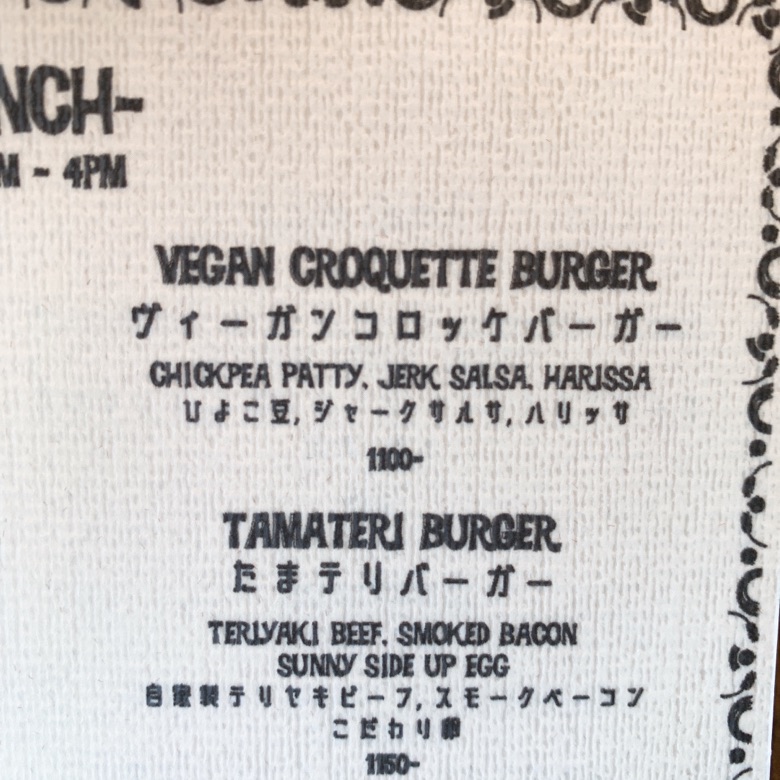 NCH-
M - 4PM
VEGAN CROQUETTE BURGER
ヴィーガンコロッケバーガー
CHICKPEA PATTY, JERK SALSA, HARISSA
ひよこ豆, ジャークサルサ, ハリッサ
1100-
TAMATERI BURGER
たまテリバーガー
TERIYAKI BEEF, SMOKED BACON
SUNNY SIDE UP EGG
自家製テリヤキビーフ, スモークベーコン
こだわり卵
1150-